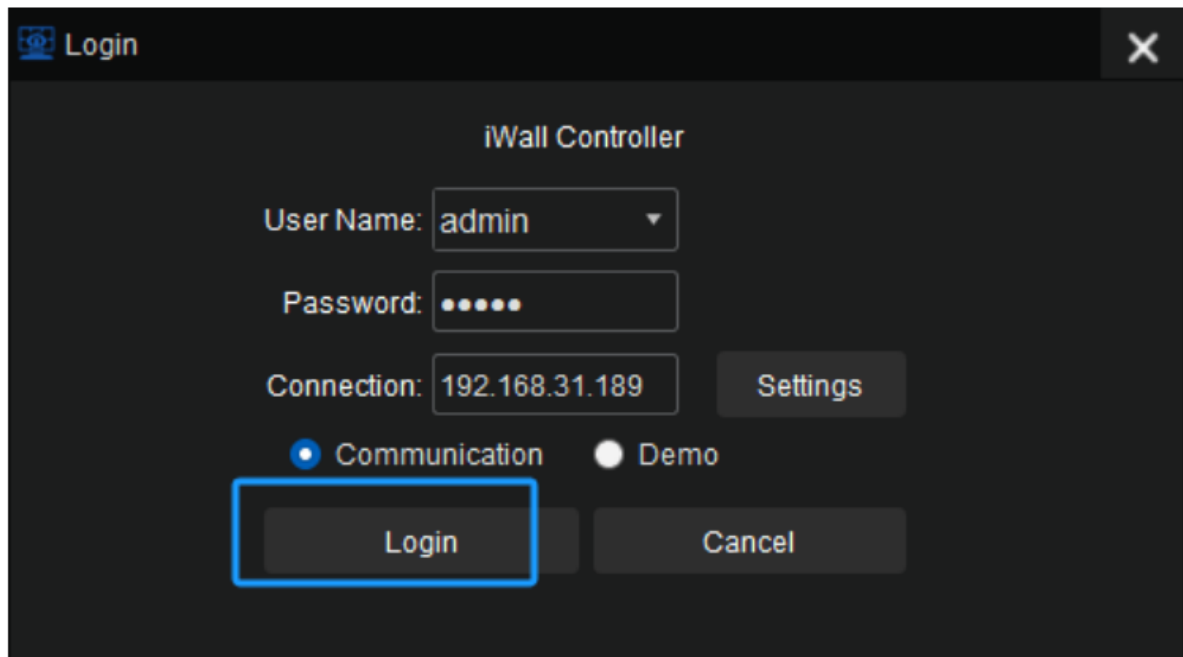 Login
iWall Controller
User Name: admin
Password: •••••
Connection: 192.168.31.189 Settings
Communication Demo
Login Cancel